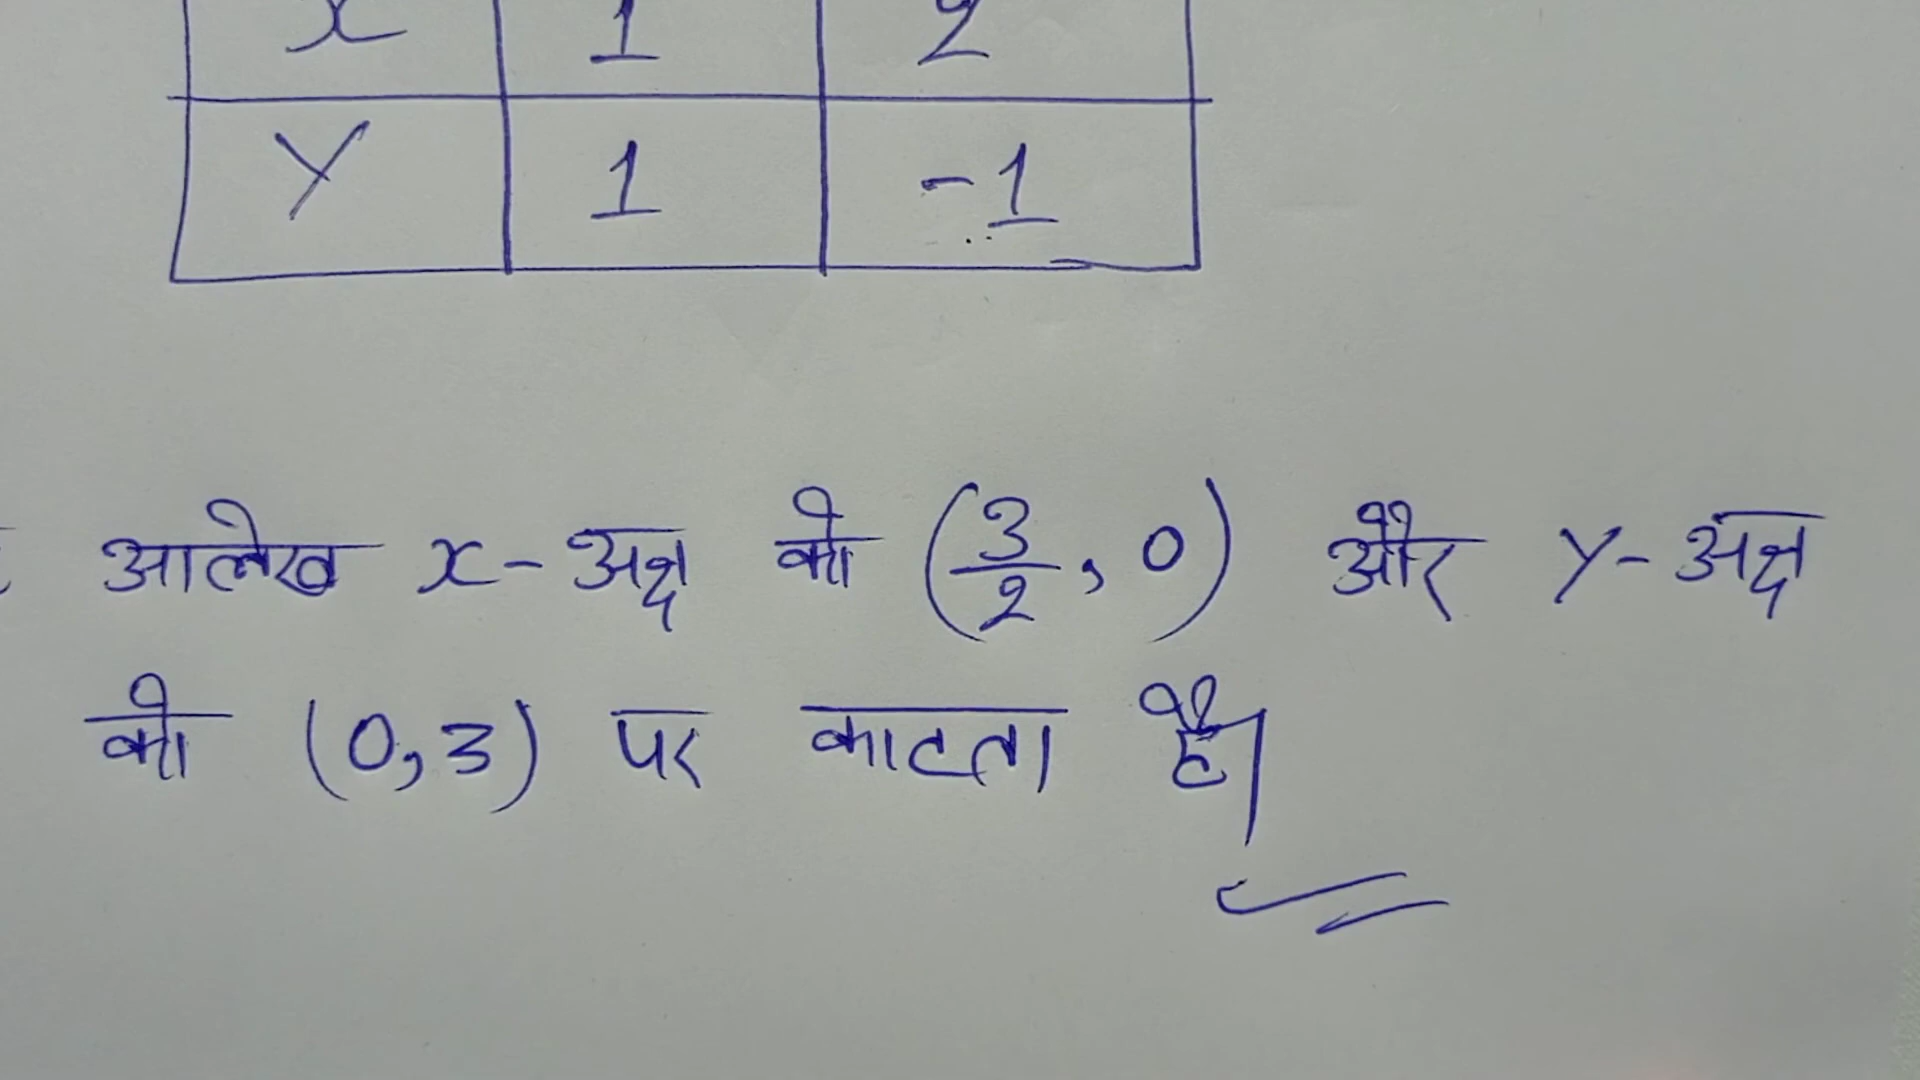 x 1 2
Y 1 -1
आलेख x-अक्ष को (3/2, 0) और Y-अक्ष
को (0,3) पर काटता है।